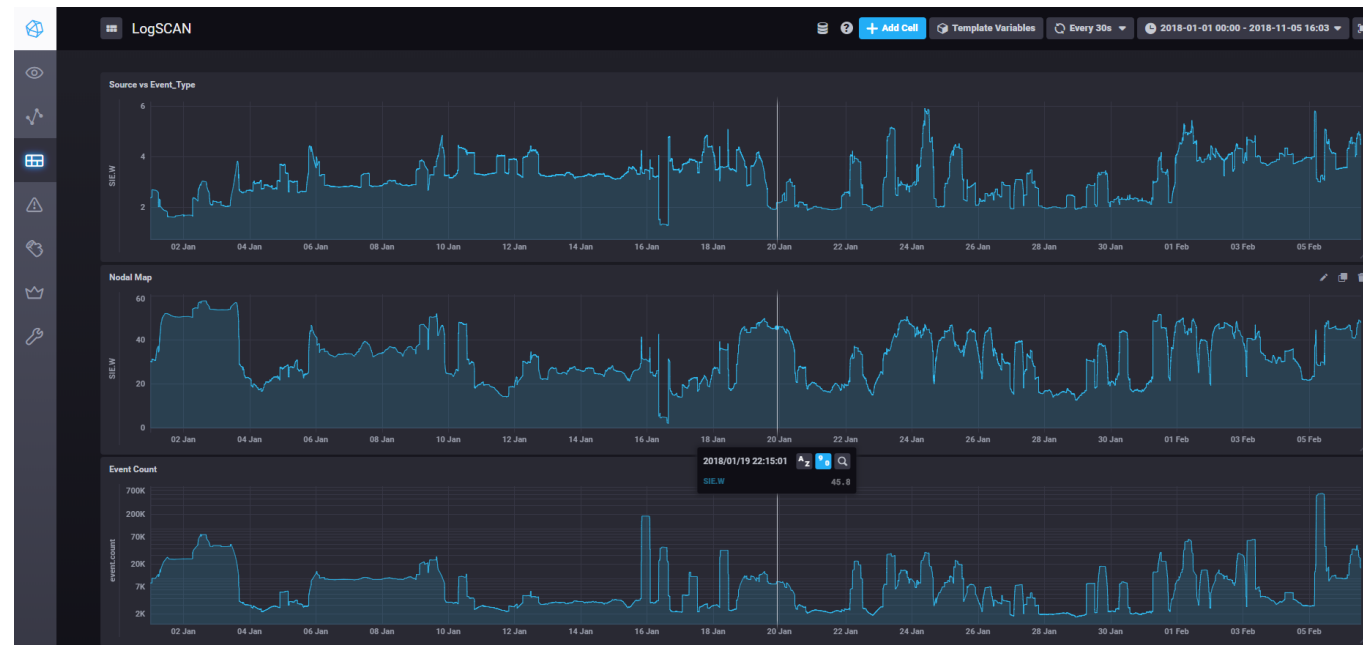 LogSCAN
+ Add Cell
Template Variables
Every 30s
2018-01-01 00:00 - 2018-11-05 16:03
Source vs Event_Type
SIE.W
6
4
2
02 Jan 04 Jan 06 Jan 08 Jan 10 Jan 12 Jan 14 Jan 16 Jan 18 Jan 20 Jan 22 Jan 24 Jan 26 Jan 28 Jan 30 Jan 01 Feb 03 Feb 05 Feb
Nodal Map
SIE.W
60
40
20
0
02 Jan 04 Jan 06 Jan 08 Jan 10 Jan 12 Jan 14 Jan 16 Jan 18 Jan 20 Jan 22 Jan 24 Jan 26 Jan 28 Jan 30 Jan 01 Feb 03 Feb 05 Feb
2018/01/19 22:15:01
SIE.W 45.8
Event Count
event.count
700K
200K
70K
20K
7K
2K
02 Jan 04 Jan 06 Jan 08 Jan 10 Jan 12 Jan 14 Jan 16 Jan 18 Jan 20 Jan 22 Jan 24 Jan 26 Jan 28 Jan 30 Jan 01 Feb 03 Feb 05 Feb